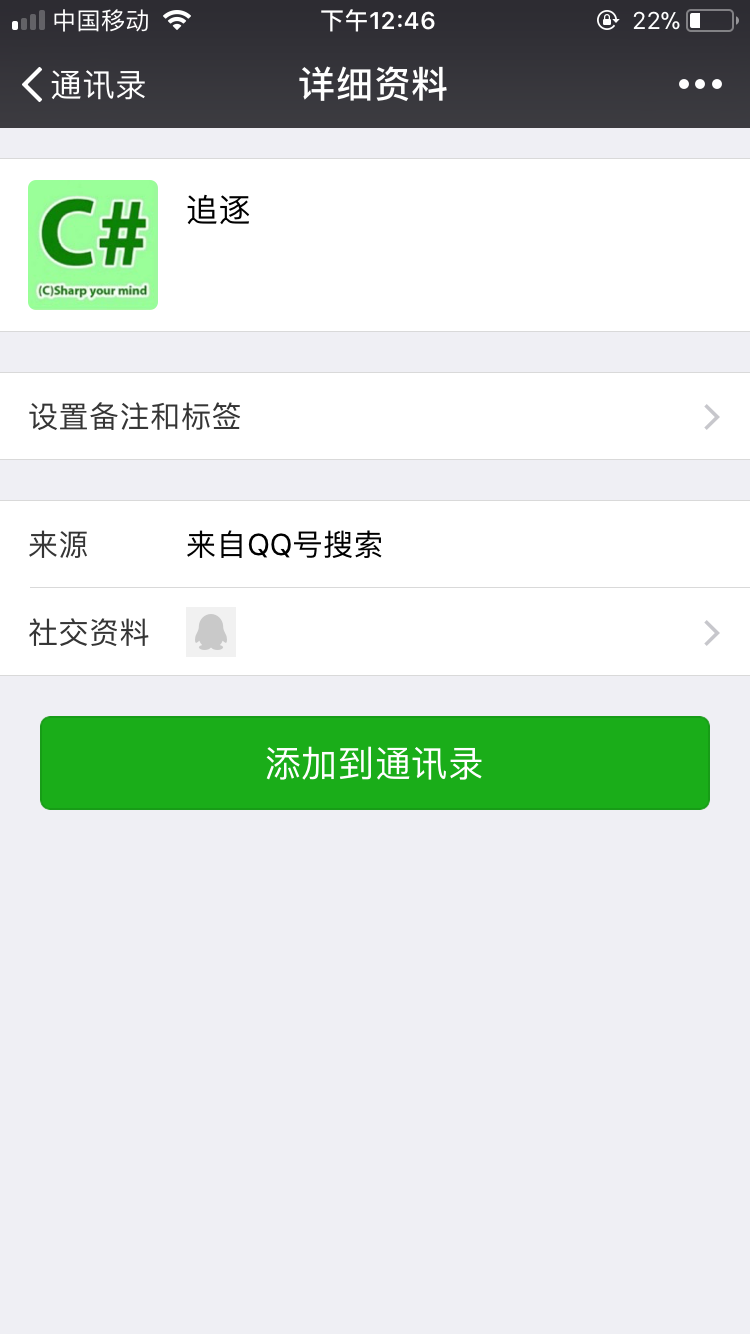 中国移动 下午12:46 22%
通讯录 详细资料
C#
(C)Sharp your mind
追逐
设置备注和标签
来源 来自QQ号搜索
社交资料
添加到通讯录